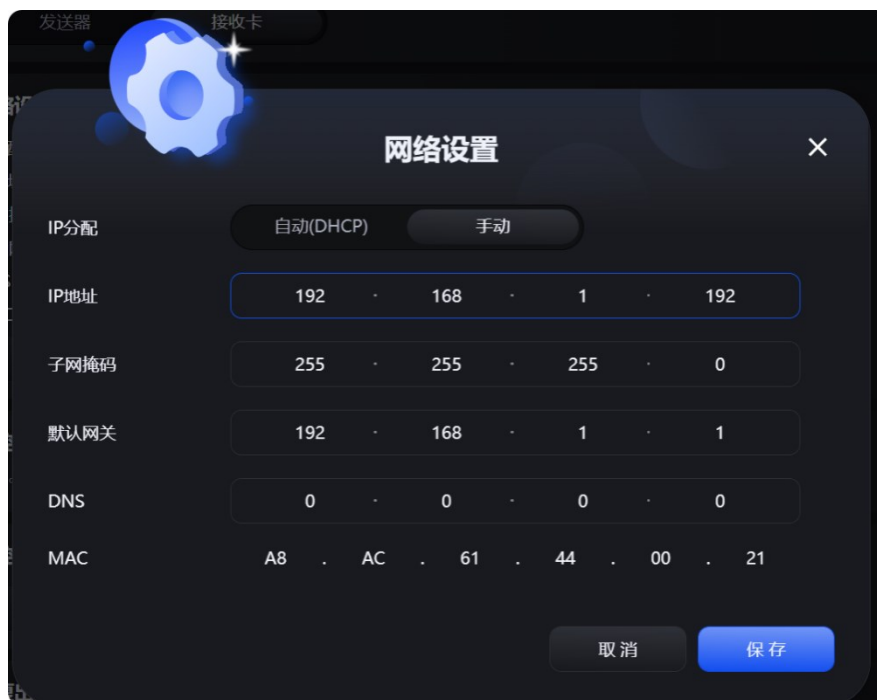 发送器 接收卡
网络设置
IP分配 自动(DHCP) 手动
IP地址 192 · 168 · 1 · 192
子网掩码 255 · 255 · 255 · 0
默认网关 192 · 168 · 1 · 1
DNS 0 · 0 · 0 · 0
MAC A8 . AC . 61 . 44 . 00 . 21
取消 保存